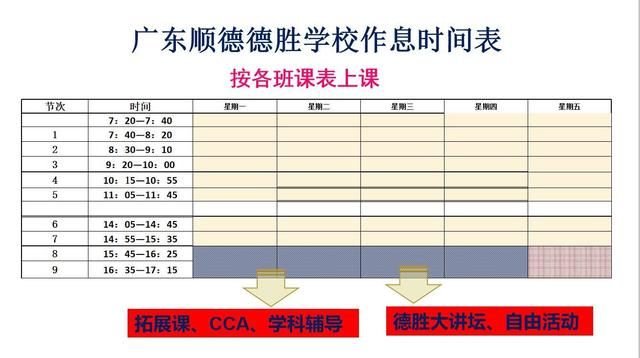 广东顺德德胜学校作息时间表
按各班课表上课
节次 时间 星期一 星期二 星期三 星期四 星期五
7：20—7：40
1 7：40—8：20
2 8：30—9：10
3 9：20—10：00
4 10：15—10：55
5 11：05—11：45
6 14：05—14：45
7 14：55—15：35
8 15：45—16：25
9 16：35—17：15
拓展课、CCA、学科辅导 德胜大讲坛、自由活动